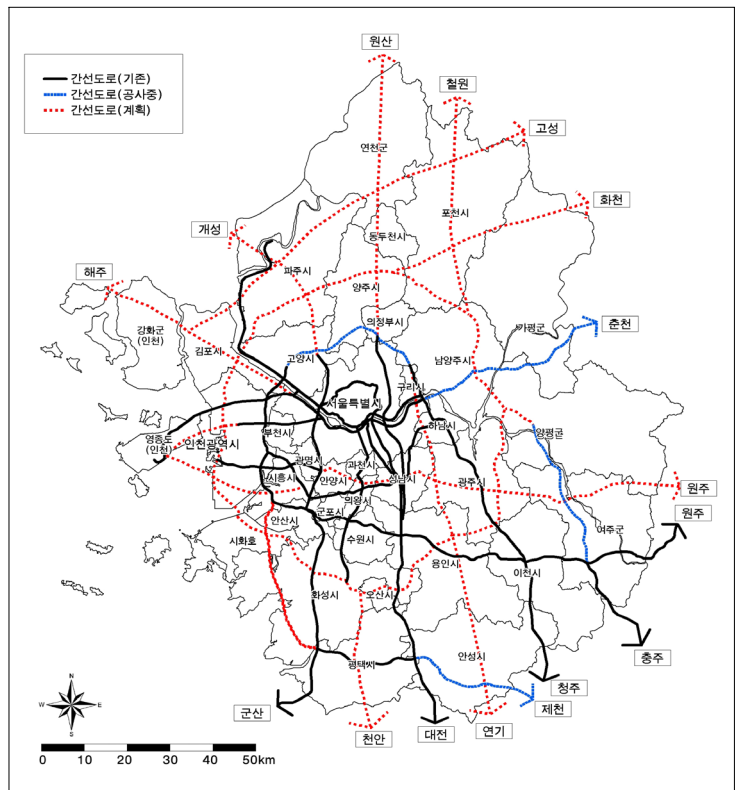 원산
간선도로(기존)
간선도로(공사중)
간선도로(계획)
철원
고성
연천군
화천
포천시
개성
동두천시
해주
파주시
양주시
강화군
(인천)
의정부시
춘천
가평군
김포시
고양시
남양주시
구리시
서울특별시
하남시
부천시
양평군
영종도
(인천)
인천광역시
광명시
과천시
시흥시
안양시
성남시
광주시
원주
의왕시
군포시
안산시
원주
시화호
수원시
여주군
용인시
이천시
화성시
오산시
충주
안성시
평택시
청주
군산
제천
천안
대전
연기
N
W
E
S
0 10 20 30 40 50km